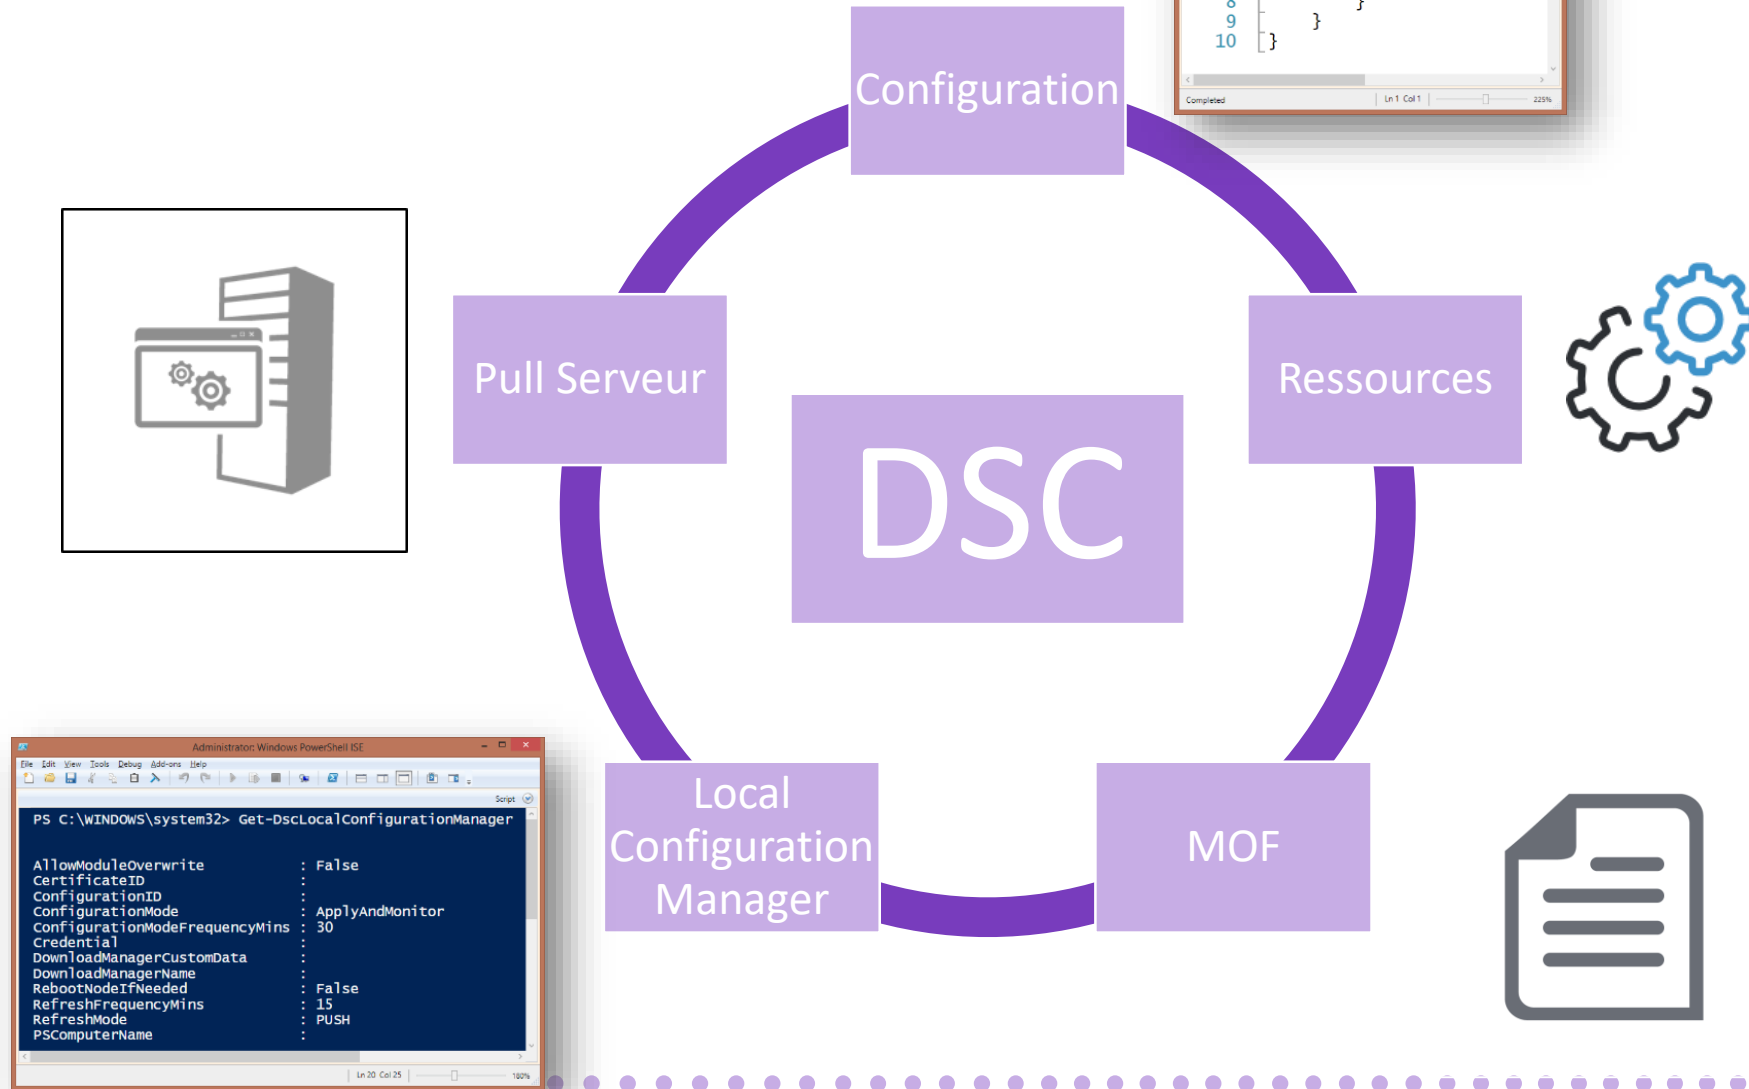 8 }
9 }
10 }
Completed
Ln 1 Col 1
225%
Configuration
Pull Serveur
Ressources
DSC
Local
Configuration
Manager
MOF
Administrator: Windows PowerShell ISE
File Edit View Tools Debug Add-ons Help
Script
PS C:\WINDOWS\system32> Get-DscLocalConfigurationManager
AllowModuleOverwrite : False
CertificateID :
ConfigurationID :
ConfigurationMode : ApplyAndMonitor
ConfigurationModeFrequencyMins : 30
Credential :
DownloadManagerCustomData :
DownloadManagerName :
RebootNodeIfNeeded : False
RefreshFrequencyMins : 15
RefreshMode : PUSH
PSComputerName :
Ln 20 Col 25
180%